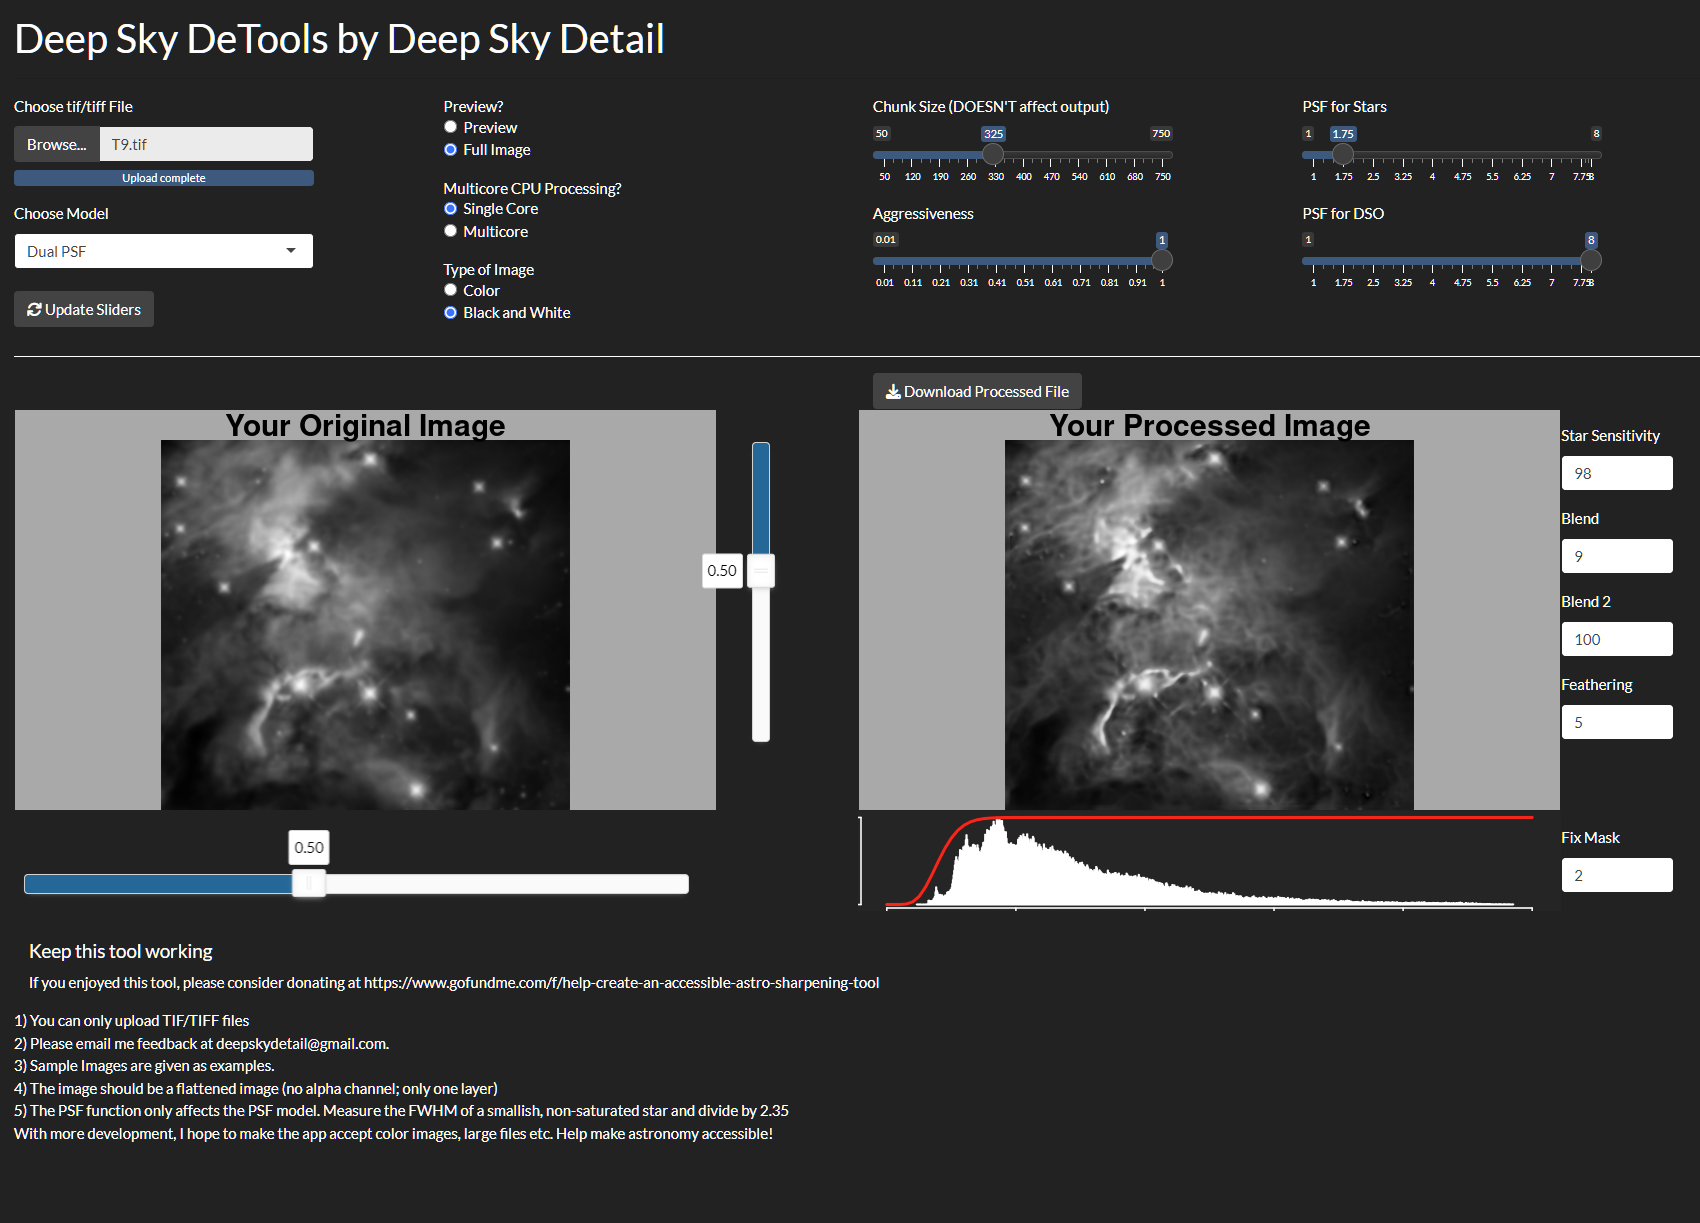 Deep Sky DeTools by Deep Sky Detail
Choose tif/tiff File
Browse... T9.tif
Upload complete
Choose Model
Dual PSF
Update Sliders
Preview?
Preview
Full Image
Multicore CPU Processing?
Single Core
Multicore
Type of Image
Color
Black and White
Chunk Size (DOESN'T affect output)
50 325 750
50 120 190 260 330 400 470 540 610 680 750
Aggressiveness
0.01 1
0.01 0.11 0.21 0.31 0.41 0.51 0.61 0.71 0.81 0.91 1
PSF for Stars
1 1.75 8
1 1.75 2.5 3.25 4 4.75 5.5 6.25 7 7.75 8
PSF for DSO
1 8
1 1.75 2.5 3.25 4 4.75 5.5 6.25 7 7.75 8
Your Original Image
0.50
0.50
Download Processed File
Your Processed Image
Star Sensitivity
98
Blend
9
Blend 2
100
Feathering
5
Fix Mask
2
Keep this tool working
If you enjoyed this tool, please consider donating at https://www.gofundme.com/f/help-create-an-accessible-astro-sharpening-tool
1) You can only upload TIF/TIFF files
2) Please email me feedback at deepskydetail@gmail.com.
3) Sample Images are given as examples.
4) The image should be a flattened image (no alpha channel; only one layer)
5) The PSF function only affects the PSF model. Measure the FWHM of a smallish, non-saturated star and divide by 2.35
With more development, I hope to make the app accept color images, large files etc. Help make astronomy accessible!